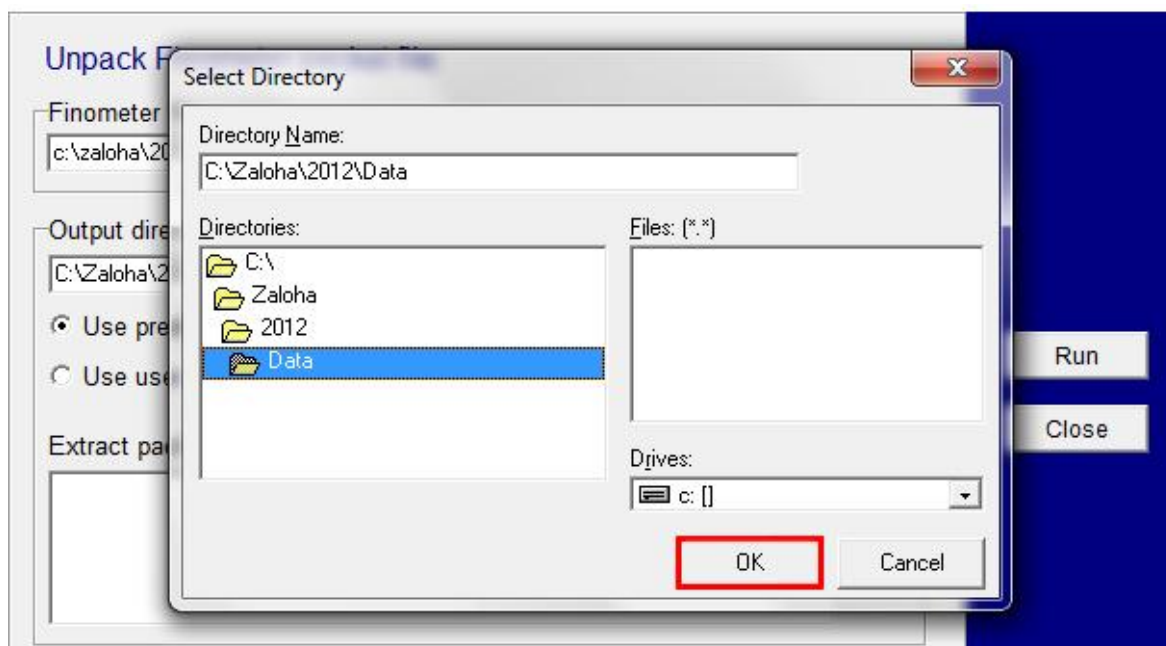 Unpack
Select Directory
Finometer
c:\zaloha\20
Directory Name:
C:\Zaloha\2012\Data
Output dire
C:\Zaloha\2
Use pre
Use use
Extract pa
Directories:
C:\
Zaloha
2012
Data
Files: (*.*)
Drives:
c: []
OK
Cancel
Run
Close